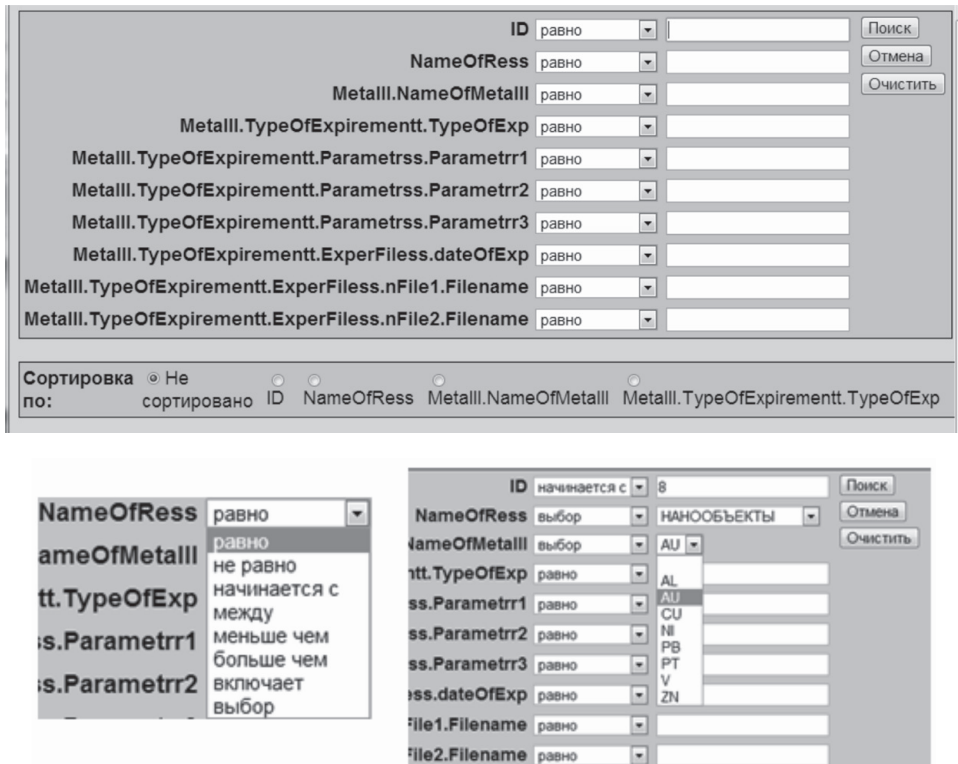 ID равно Поиск
NameOfRess равно Отмена
Metalll.NameOfMetalll равно Очистить
Metalll.TypeOfExpirementt.TypeOfExp равно
Metalll.TypeOfExpirementt.Parametrss.Parametrr1 равно
Metalll.TypeOfExpirementt.Parametrss.Parametrr2 равно
Metalll.TypeOfExpirementt.Parametrss.Parametrr3 равно
Metalll.TypeOfExpirementt.ExperFiless.dateOfExp равно
Metalll.TypeOfExpirementt.ExperFiless.nFile1.Filename равно
Metalll.TypeOfExpirementt.ExperFiless.nFile2.Filename равно
Сортировка по: Не сортировано ID NameOfRess Metalll.NameOfMetalll Metalll.TypeOfExpirementt.TypeOfExp
NameOfRess равно
ameOfMetalll
tt.TypeOfExp
s.Parametrr1
s.Parametrr2
равно
не равно
начинается с
между
меньше чем
больше чем
включает
выбор
ID начинается с 8 Поиск
NameOfRess выбор НАНООБЪЕКТЫ Отмена
NameOfMetalll выбор AU Очистить
ntt.TypeOfExp равно
ss.Parametrr1 равно
ss.Parametrr2 равно
ss.Parametrr3 равно
ess.dateOfExp равно
File1.Filename равно
File2.Filename равно
AL
AU
CU
NI
PB
PT
V
ZN